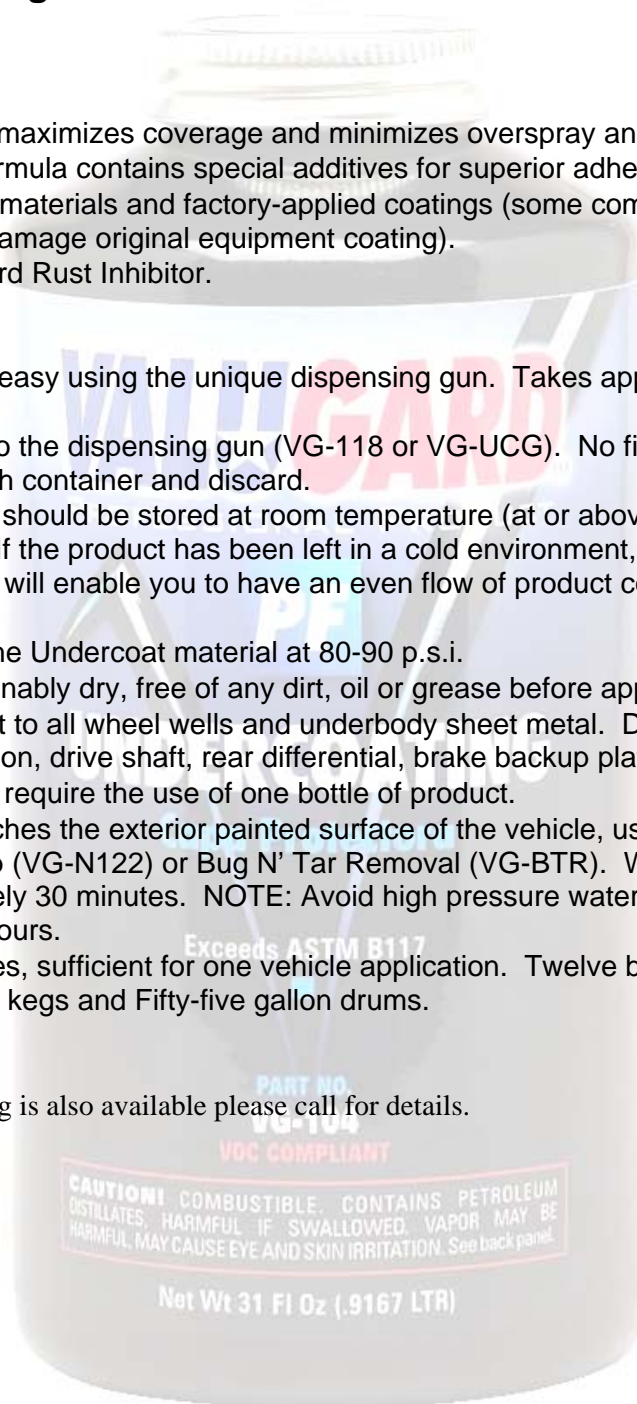 maximizes coverage and minimizes overspray an
rmula contains special additives for superior adhe
materials and factory-applied coatings (some com
amage original equipment coating).
rd Rust Inhibitor.
easy using the unique dispensing gun. Takes app
o the dispensing gun (VG-118 or VG-UCG). No fi
h container and discard.
should be stored at room temperature (at or abov
f the product has been left in a cold environment,
will enable you to have an even flow of product c
ne Undercoat material at 80-90 p.s.i.
nably dry, free of any dirt, oil or grease before app
t to all wheel wells and underbody sheet metal. D
on, drive shaft, rear differential, brake backup pla
require the use of one bottle of product.
ches the exterior painted surface of the vehicle, us
o (VG-N122) or Bug N’ Tar Removal (VG-BTR). W
ely 30 minutes. NOTE: Avoid high pressure water
ours.
es, sufficient for one vehicle application. Twelve b
kegs and Fifty-five gallon drums.
g is also available please call for details.
VALUGARD
PF
UNDERCOATING
Exceeds ASTM B117
PART NO.
VG-104
VOC COMPLIANT
CAUTION! COMBUSTIBLE. CONTAINS PETROLEUM
DISTILLATES. HARMFUL IF SWALLOWED. VAPOR MAY BE
HARMFUL. MAY CAUSE EYE AND SKIN IRRITATION. See back panel.
Net Wt 31 Fl Oz (.9167 LTR)